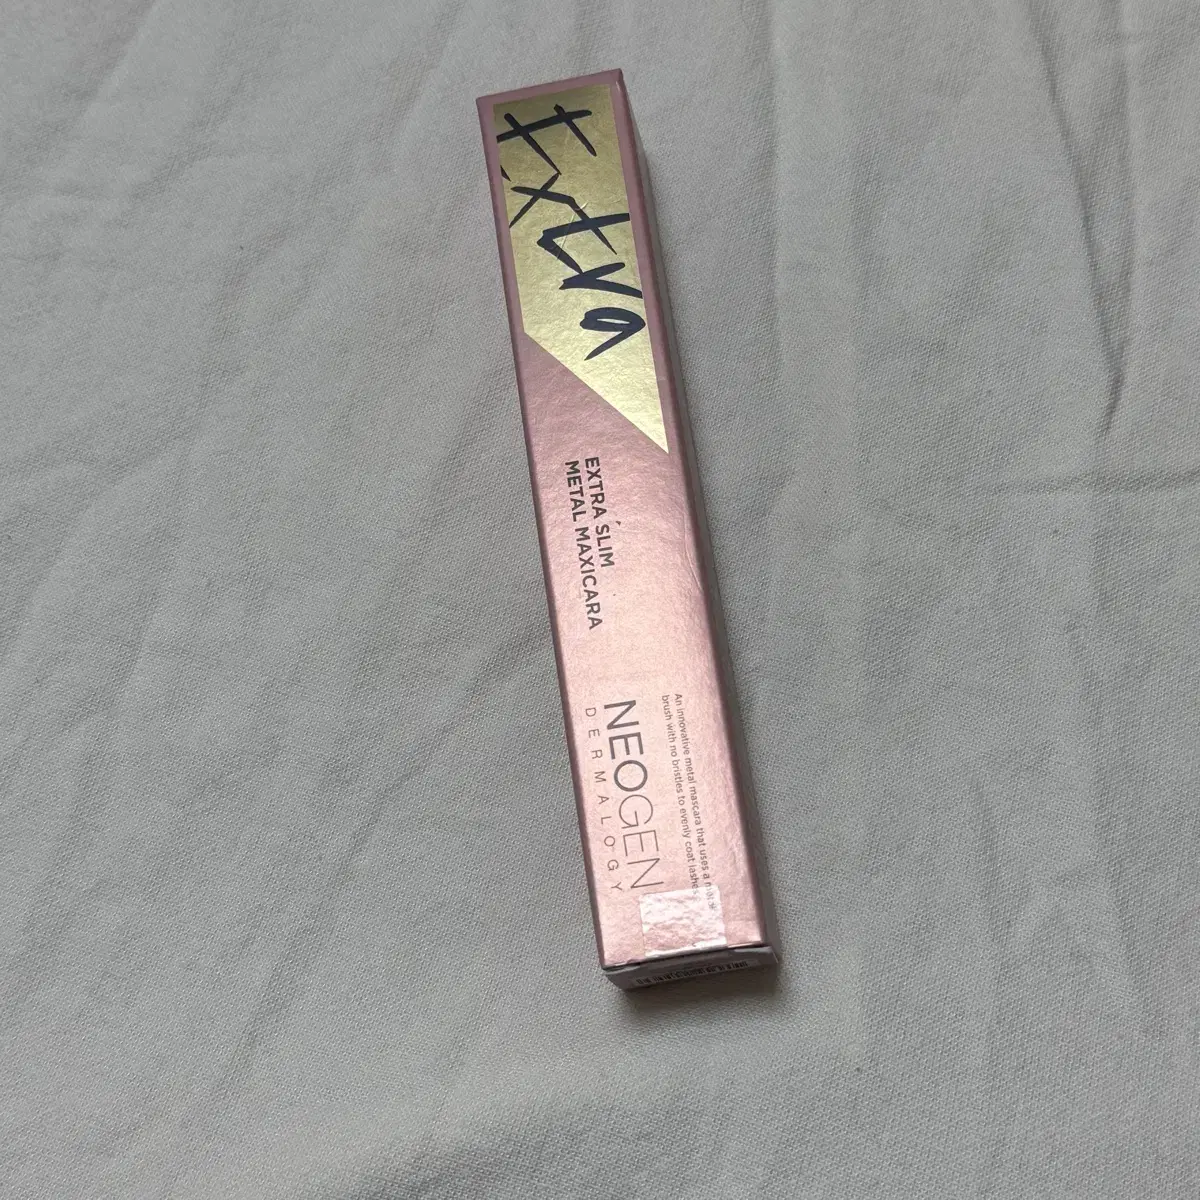 Extra
EXTRA SLIM
METAL MAXICARA
An innovative metal mascara that uses a metal
brush with no bristles to evenly coat lashes
NEOGEN
DERMALOGY